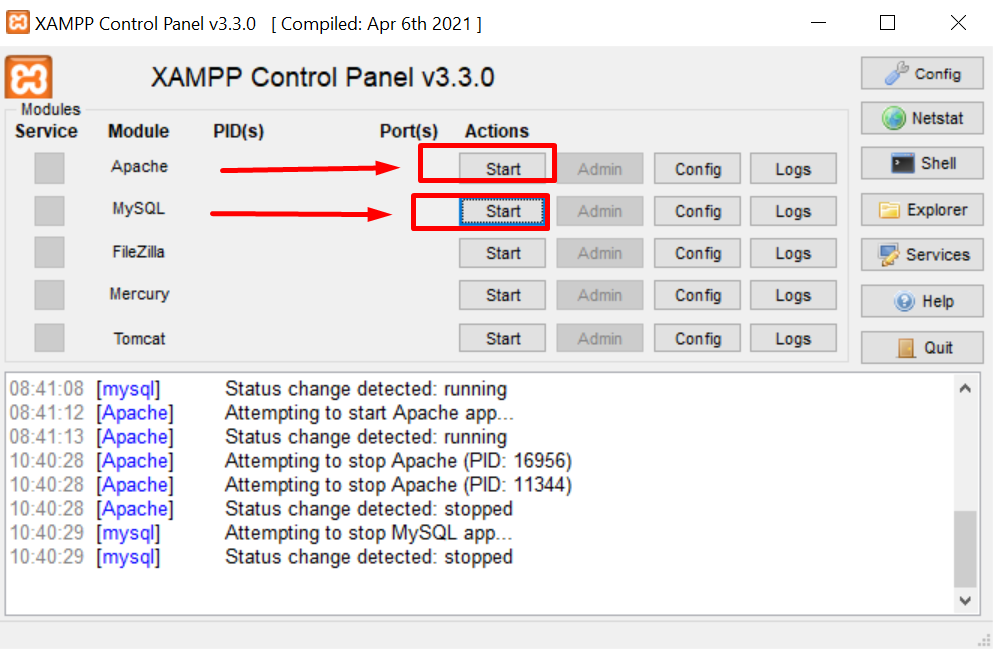 XAMPP Control Panel v3.3.0 [ Compiled: Apr 6th 2021 ]
XAMPP Control Panel v3.3.0
Config
Modules
Service Module PID(s) Port(s) Actions
Netstat
Apache Start Admin Config Logs
Shell
MySQL Start Admin Config Logs
Explorer
FileZilla Start Admin Config Logs
Services
Mercury Start Admin Config Logs
Help
Tomcat Start Admin Config Logs
Quit
08:41:08 [mysql] Status change detected: running
08:41:12 [Apache] Attempting to start Apache app...
08:41:13 [Apache] Status change detected: running
10:40:28 [Apache] Attempting to stop Apache (PID: 16956)
10:40:28 [Apache] Attempting to stop Apache (PID: 11344)
10:40:28 [Apache] Status change detected: stopped
10:40:29 [mysql] Attempting to stop MySQL app...
10:40:29 [mysql] Status change detected: stopped